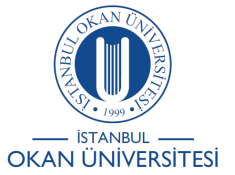 İSTANBUL OKAN ÜNİVERSİTESİ
• 1999 •
İSTANBUL
OKAN ÜNİVERSİTESİ